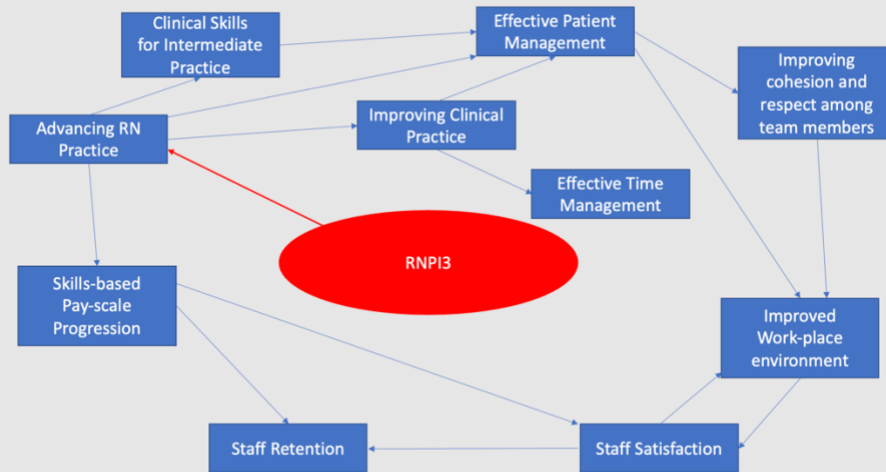 Clinical Skills
for Intermediate
Practice
Effective Patient
Management
Improving
cohesion and
respect among
team members
Advancing RN
Practice
Improving Clinical
Practice
Effective Time
Management
RNPI3
Skills-based
Pay-scale
Progression
Improved
Work-place
environment
Staff Retention
Staff Satisfaction